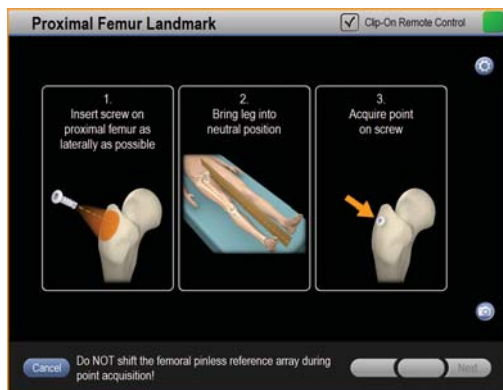 Proximal Femur Landmark
Clip-On Remote Control
1.
Insert screw on
proximal femur as
laterally as possible
2.
Bring leg into
neutral position
3.
Acquire point
on screw
Cancel
Do NOT shift the femoral pinless reference array during
point acquisition!
Next